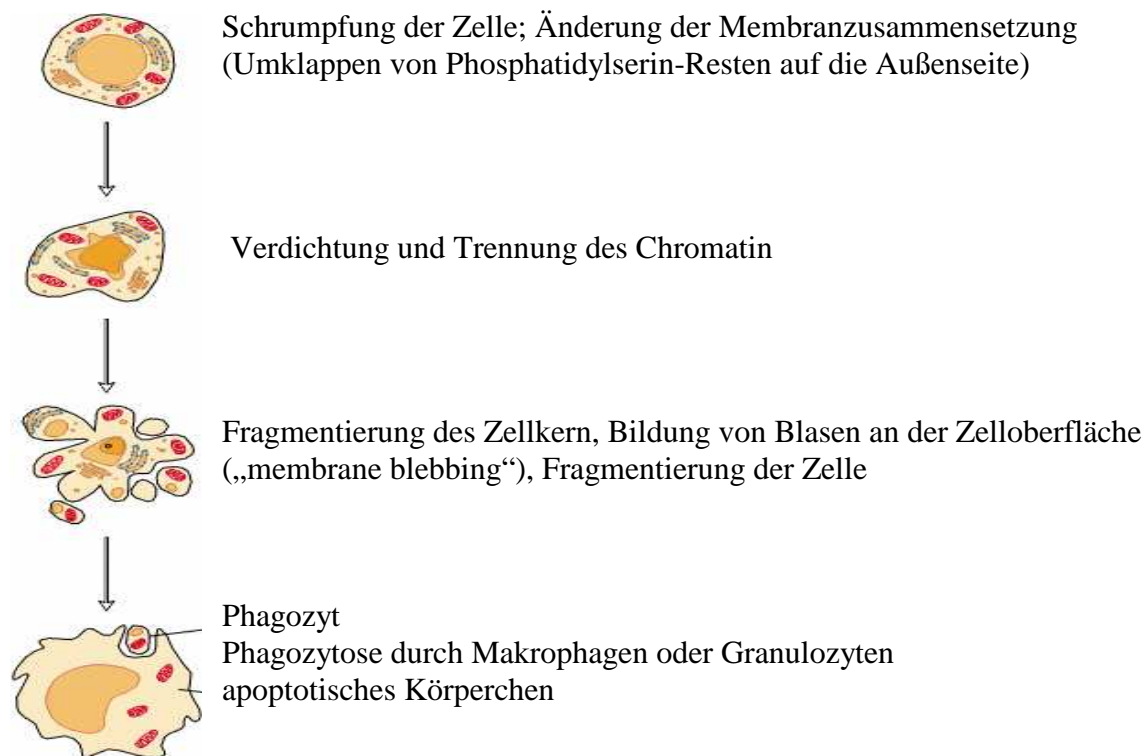 Schrumpfung der Zelle; Änderung der Membranzusammensetzung
(Umklappen von Phosphatidylserin-Resten auf die Außenseite)
Verdichtung und Trennung des Chromatin
Fragmentierung des Zellkern, Bildung von Blasen an der Zelloberfläche
(„membrane blebbing“), Fragmentierung der Zelle
Phagozyt
Phagozytose durch Makrophagen oder Granulozyten
apoptotisches Körperchen